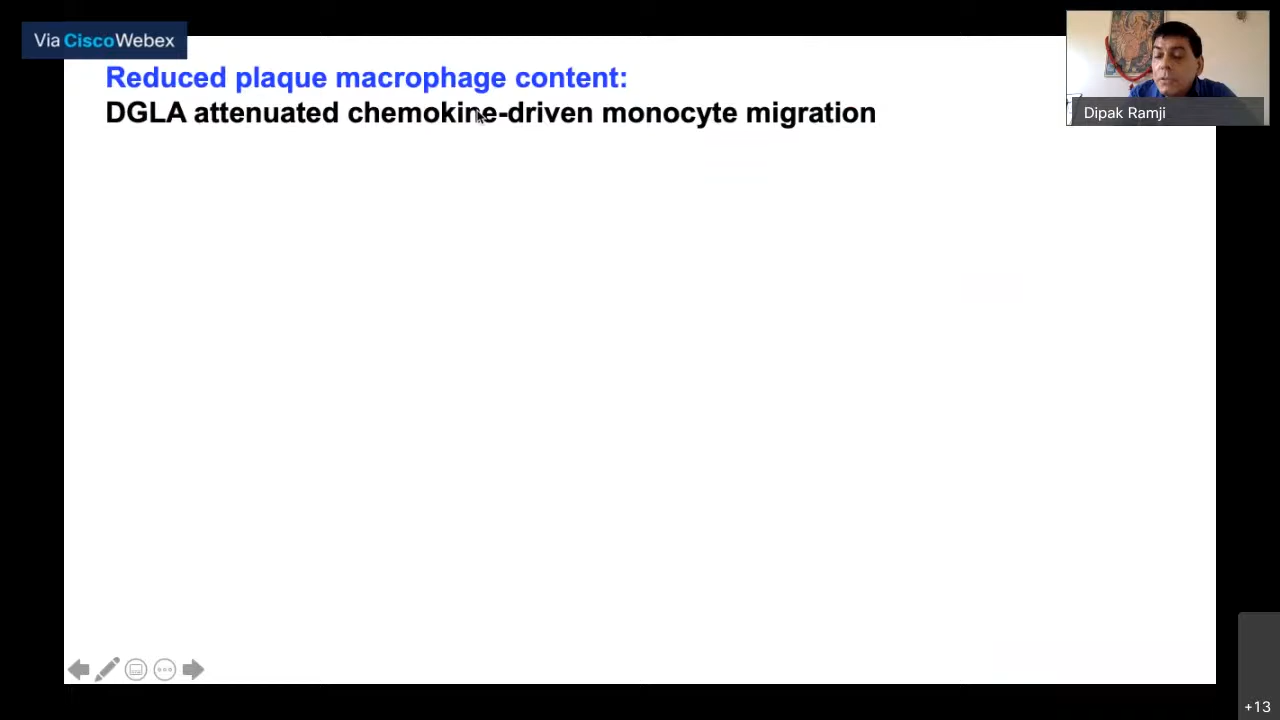 Via CiscoWebex
Reduced plaque macrophage content:
DGLA attenuated chemokine-driven monocyte migration
Dipak Ramji
+13